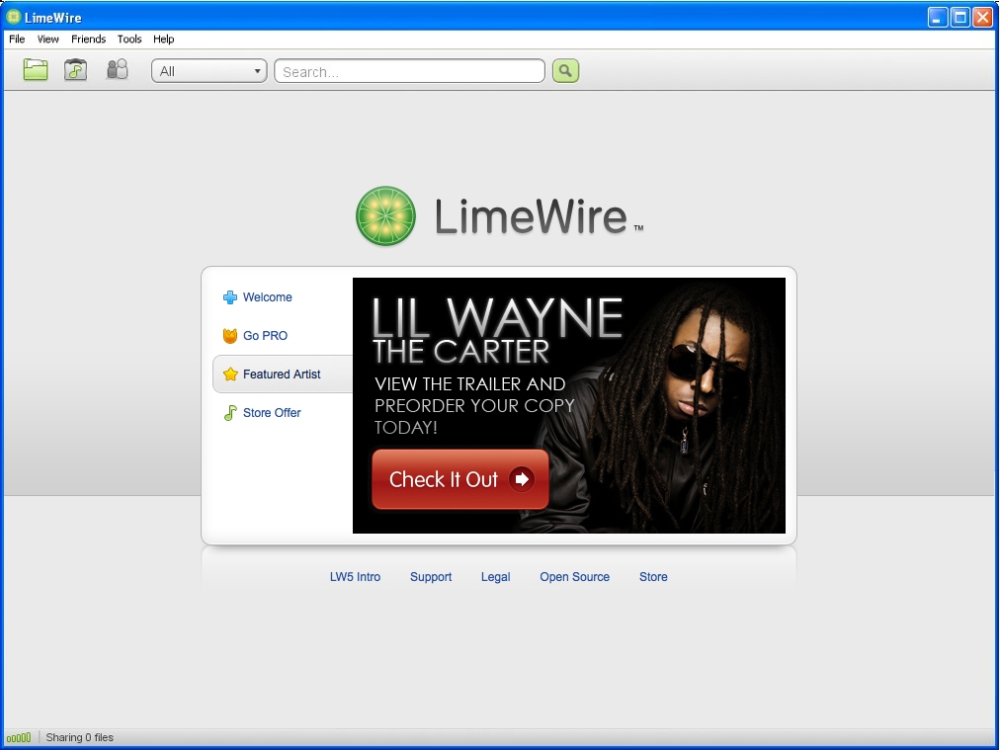 LimeWire
File View Friends Tools Help
All Search...
LimeWire™
Welcome
Go PRO
Featured Artist
Store Offer
LIL WAYNE
THE CARTER
VIEW THE TRAILER AND
PREORDER YOUR COPY
TODAY!
Check It Out
LW5 Intro Support Legal Open Source Store
Sharing 0 files